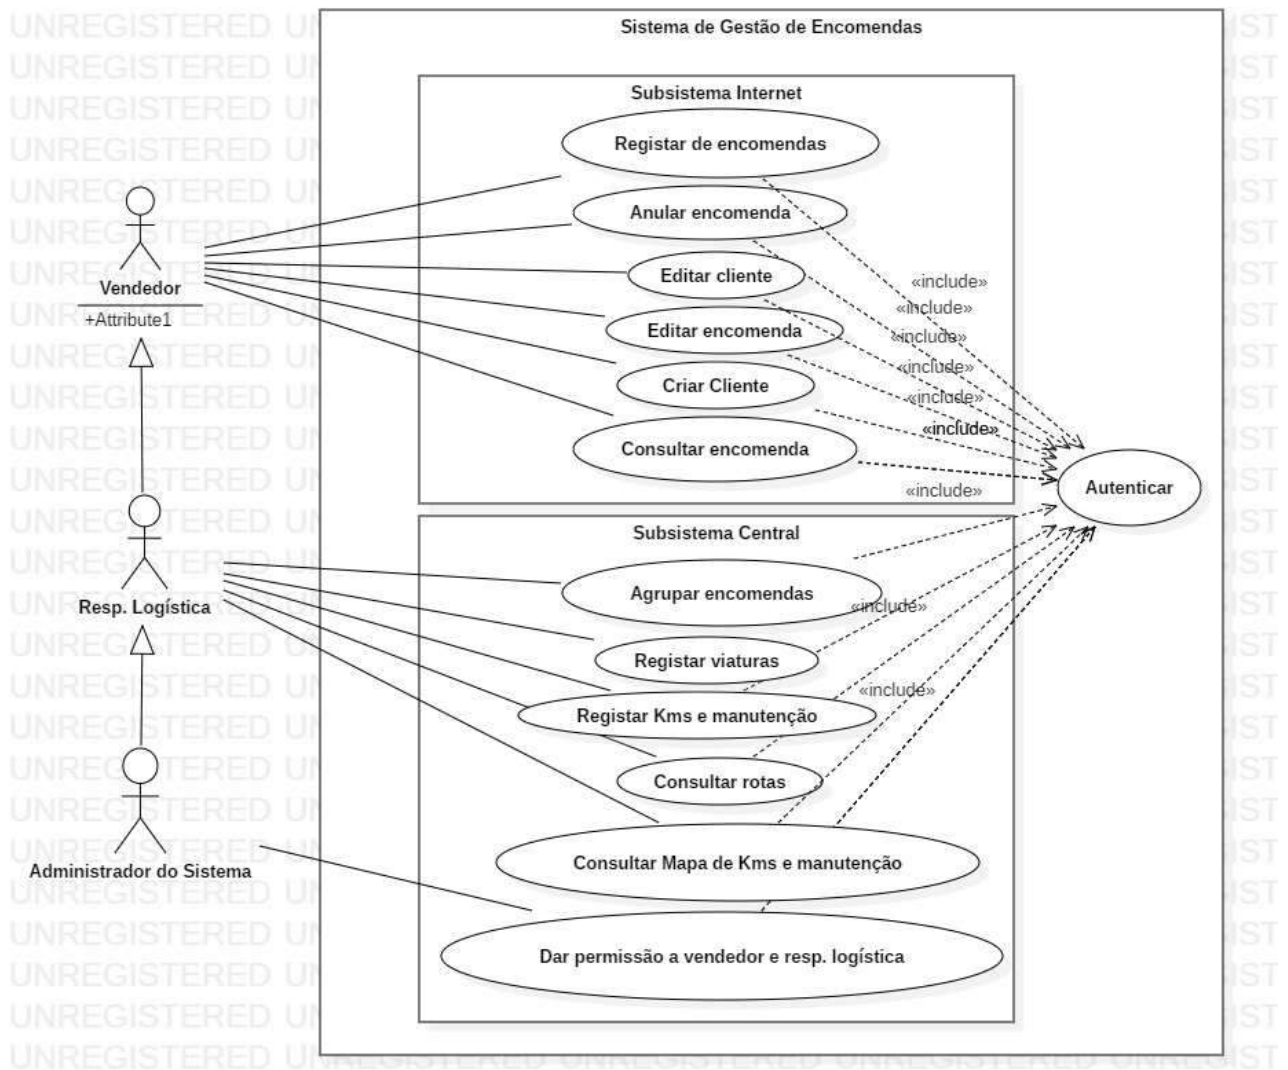 Sistema de Gestão de Encomendas
Subsistema Internet
Registar de encomendas
Anular encomenda
Editar cliente
Editar encomenda
Criar Cliente
Consultar encomenda
Vendedor
+Attribute1
«include»
«include»
«include»
«include»
«include»
«include»
«include»
Autenticar
Subsistema Central
Agrupar encomendas
Resp. Logística
«include»
Registar viaturas
«include»
Registar Kms e manutenção
Consultar rotas
Administrador do Sistema
Consultar Mapa de Kms e manutenção
Dar permissão a vendedor e resp. logística
UNREGISTERED